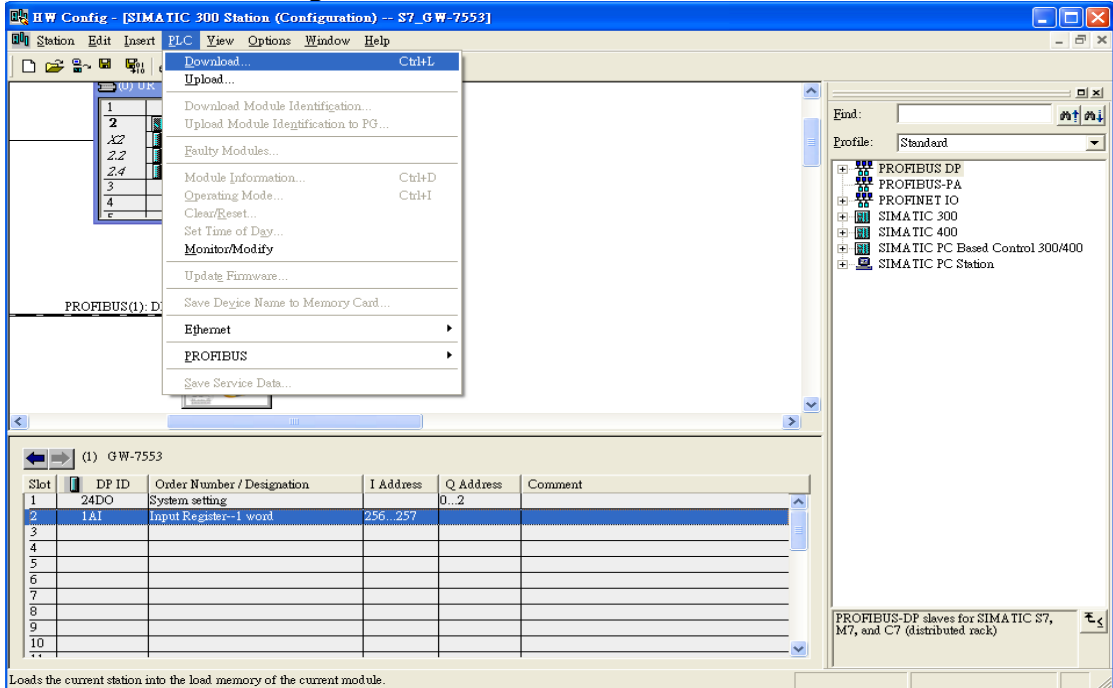 HW Config - [SIMATIC 300 Station (Configuration) -- S7_GW-7553]
Station Edit Insert PLC View Options Window Help
Download... Ctrl+L
Upload...
Download Module Identification...
Upload Module Identification to PG...
Faulty Modules...
Module Information... Ctrl+D
Operating Mode... Ctrl+I
Clear/Reset...
Set Time of Day...
Monitor/Modify
Update Firmware...
Save Device Name to Memory Card...
Ethernet
PROFIBUS
Save Service Data...
(0) UR
1
2
X2
2.2
2.4
3
4
PROFIBUS(1): D
Find:
Profile: Standard
PROFIBUS DP
PROFIBUS-PA
PROFINET IO
SIMATIC 300
SIMATIC 400
SIMATIC PC Based Control 300/400
SIMATIC PC Station
(1) GW-7553
Slot DP ID Order Number / Designation I Address Q Address Comment
1 24DO System setting 0...2
2 1AI Input Register--1 word 256...257
3
4
5
6
7
8
9
10
PROFIBUS-DP slaves for SIMATIC S7,
M7, and C7 (distributed rack)
Loads the current station into the load memory of the current module.